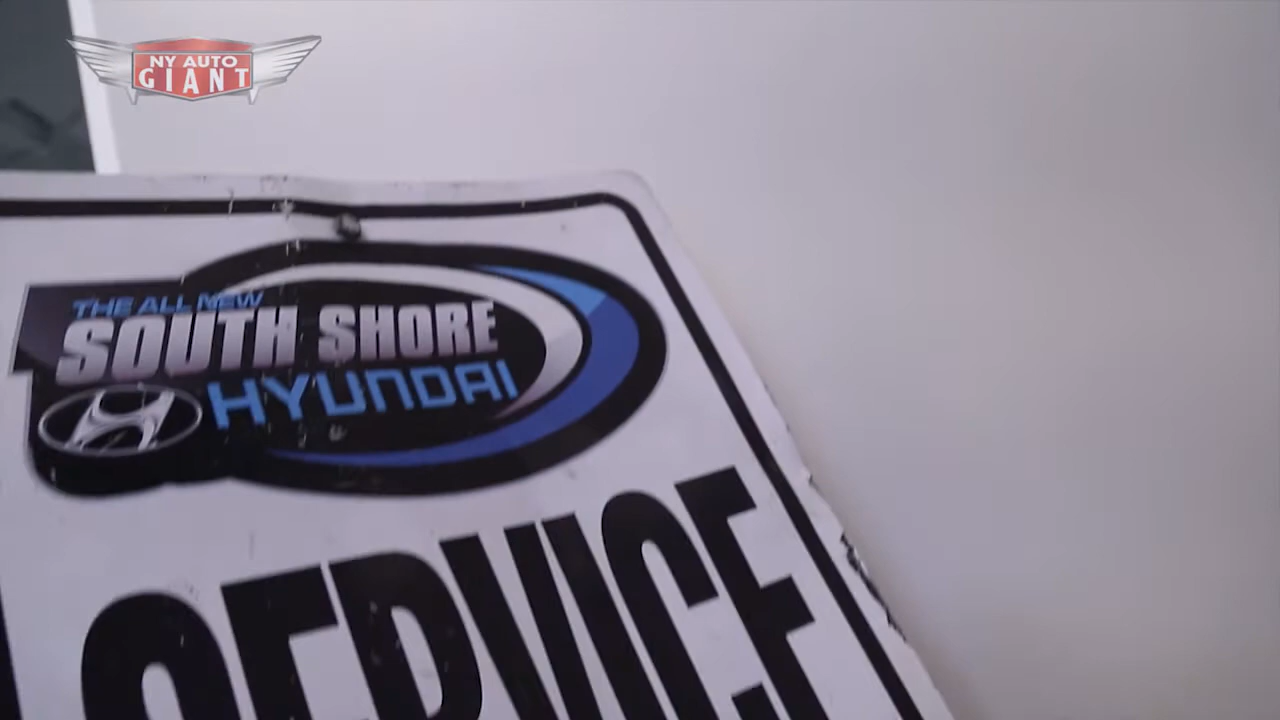 NY AUTO
GIANT
THE ALL NEW
SOUTH SHORE
HYUNDAI
SERVICE